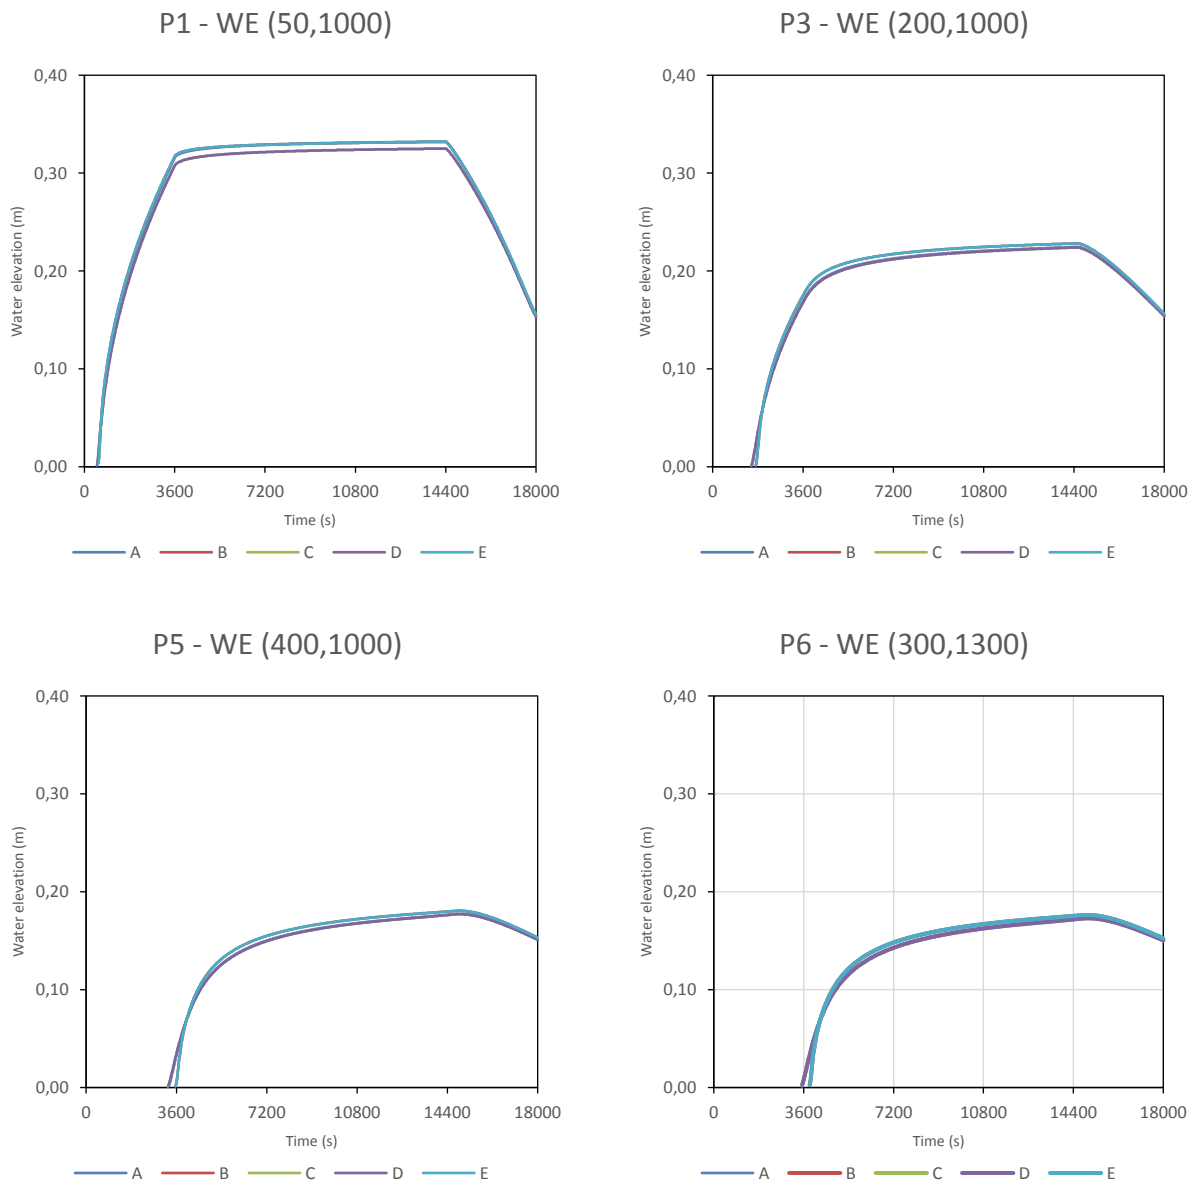 P1 - WE (50,1000)
0,40
0,30
0,20
0,10
0,00
Water elevation (m)
0 3600 7200 10800 14400 18000
Time (s)
A B C D E
P3 - WE (200,1000)
0,40
0,30
0,20
0,10
0,00
Water elevation (m)
0 3600 7200 10800 14400 18000
Time (s)
A B C D E
P5 - WE (400,1000)
0,40
0,30
0,20
0,10
0,00
Water elevation (m)
0 3600 7200 10800 14400 18000
Time (s)
A B C D E
P6 - WE (300,1300)
0,40
0,30
0,20
0,10
0,00
Water elevation (m)
0 3600 7200 10800 14400 18000
Time (s)
A B C D E